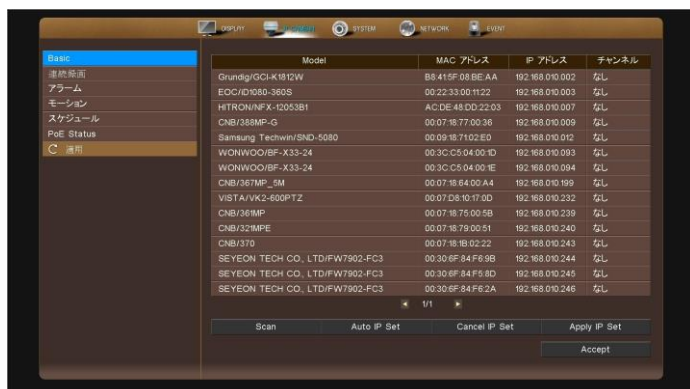 DISPLAY
SYSTEM
NETWORK
EVENT
Basic
連続録画
アラーム
モーション
スケジュール
PoE Status
適用
Model MAC アドレス IP アドレス チャンネル
Grundig/GCI-K1812W B8:41:5F:08:BE:AA 192.168.010.002 なし
EOC/ID1080-360S 00:22:33:00:11:22 192.168.010.003 なし
HITRON/NFX-12053B1 AC:DE:48:DD:22:03 192.168.010.007 なし
CNB/388MP-G 00:07:18:77:00:36 192.168.010.009 なし
Samsung Techwin/SND-5080 00:09:18:71:02:E0 192.168.010.012 なし
WONWOO/BF-X33-24 00:3C:C5:04:00:1D 192.168.010.093 なし
WONWOO/BF-X33-24 00:3C:C5:04:00:1E 192.168.010.094 なし
CNB/367MP_5M 00:07:18:64:00:A4 192.168.010.199 なし
VISTA/VK2-600PTZ 00:07:D8:10:17:0D 192.168.010.232 なし
CNB/361MP 00:07:18:75:00:5B 192.168.010.239 なし
CNB/321MPE 00:07:18:79:00:51 192.168.010.240 なし
CNB/370 00:07:18:1B:02:22 192.168.010.243 なし
SEYEON TECH CO., LTD/FW7902-FC3 00:30:6F:84:F6:9B 192.168.010.244 なし
SEYEON TECH CO., LTD/FW7902-FC3 00:30:6F:84:F5:8D 192.168.010.245 なし
SEYEON TECH CO., LTD/FW7902-FC3 00:30:6F:84:F6:2A 192.168.010.246 なし
1/1
Scan Auto IP Set Cancel IP Set Apply IP Set
Accept